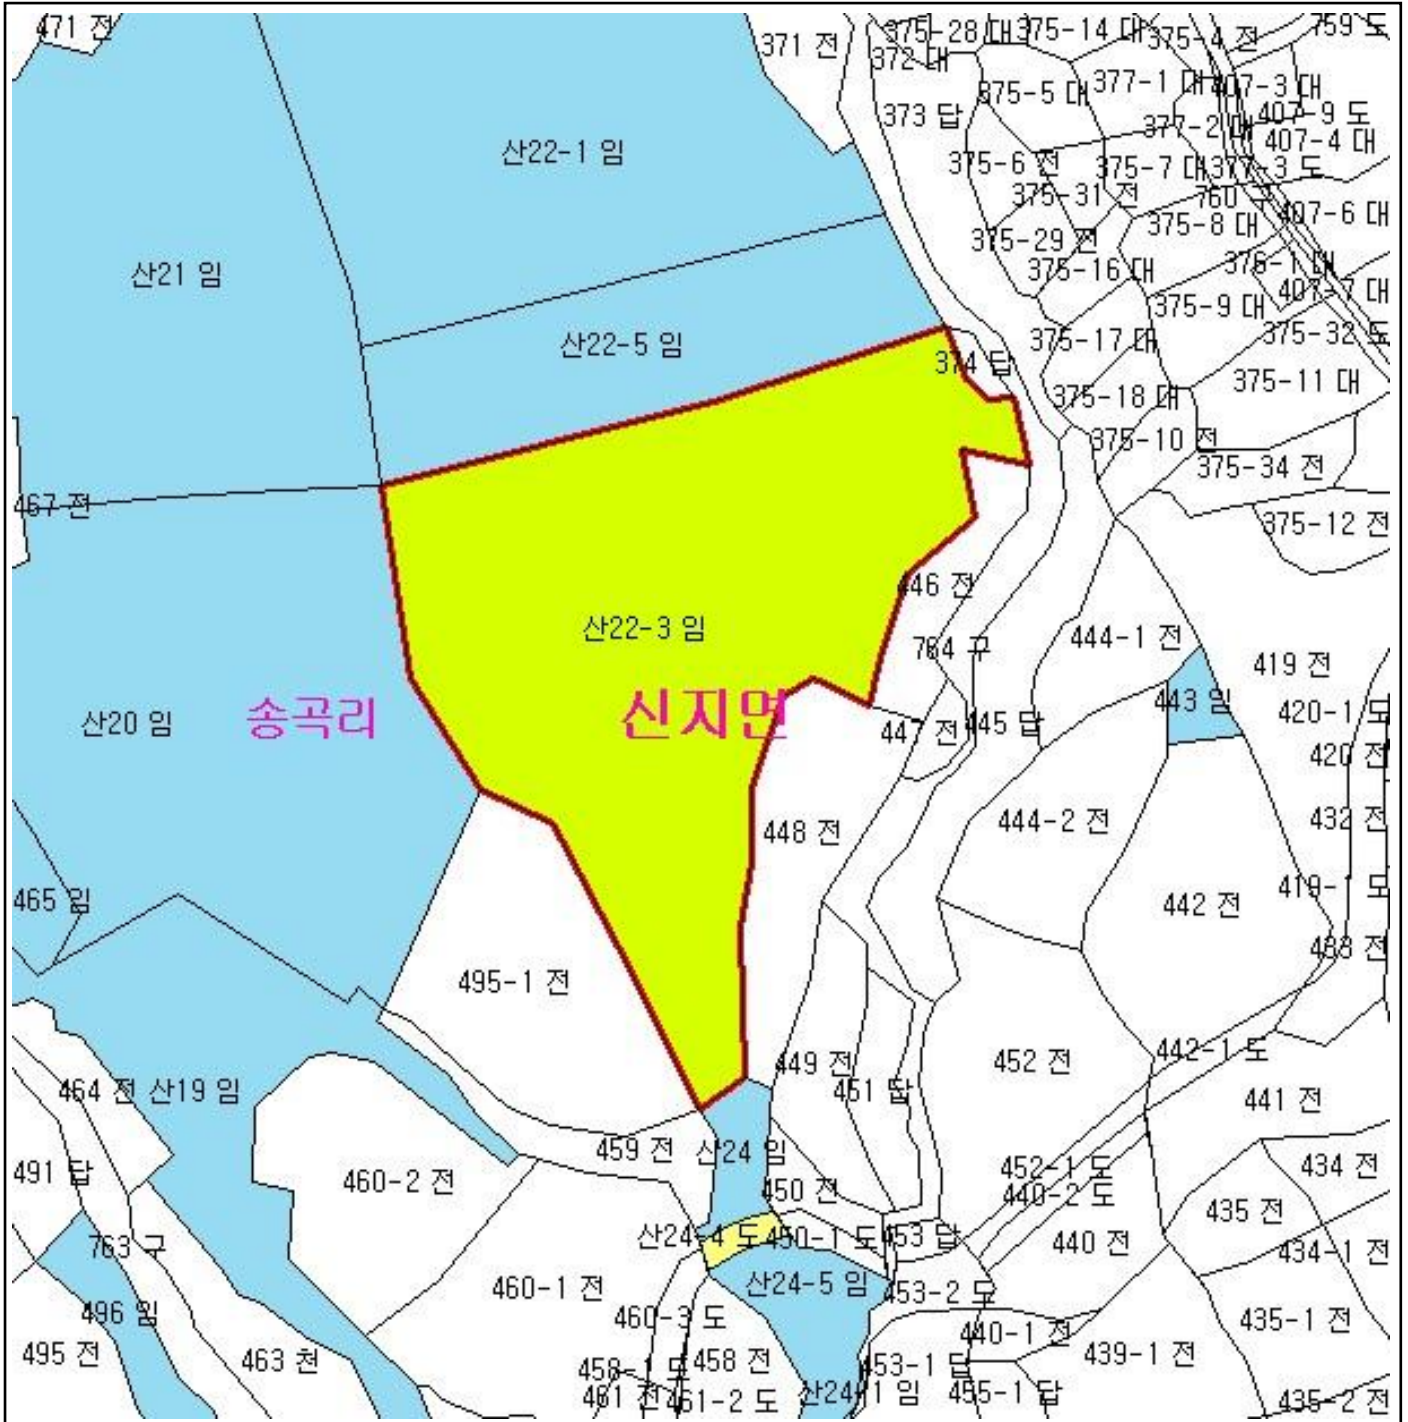 471 전
371 전
375-28 대
375-14 대
375-4 전
759 도
372 대
375-5 대
377-1 대
407-3 대
373 답
407-9 도
377-2 대
407-4 대
산22-1 임
375-6 전
375-7 대
377-3 도
375-31 전
760 구
407-6 대
375-8 대
375-29 전
산21 임
375-16 대
376-1 대
407-7 대
375-9 대
산22-5 임
375-17 대
375-32 도
374 답
375-11 대
375-18 대
375-10 전
375-34 전
467 전
375-12 전
446 전
산22-3 임
764 구
444-1 전
419 전
443 임
산20 임
송곡리
신지면
447 전
445 답
420-1 도
420 전
448 전
444-2 전
432 전
465 임
419-1 도
442 전
495-1 전
449 전
452 전
442-1 도
464 전
산19 임
451 답
441 전
459 전
산24 임
491 답
460-2 전
450 전
452-1 도
434 전
440-2 도
435 전
763 구
산24-4 도
450-1 도
453 답
440 전
434-1 전
460-1 전
산24-5 임
453-2 도
496 임
460-3 도
440-1 전
435-1 전
495 전
463 천
458-1 도
458 전
453-1 답
439-1 전
461 전
461-2 도
산24-1 임
455-1 답
435-2 전